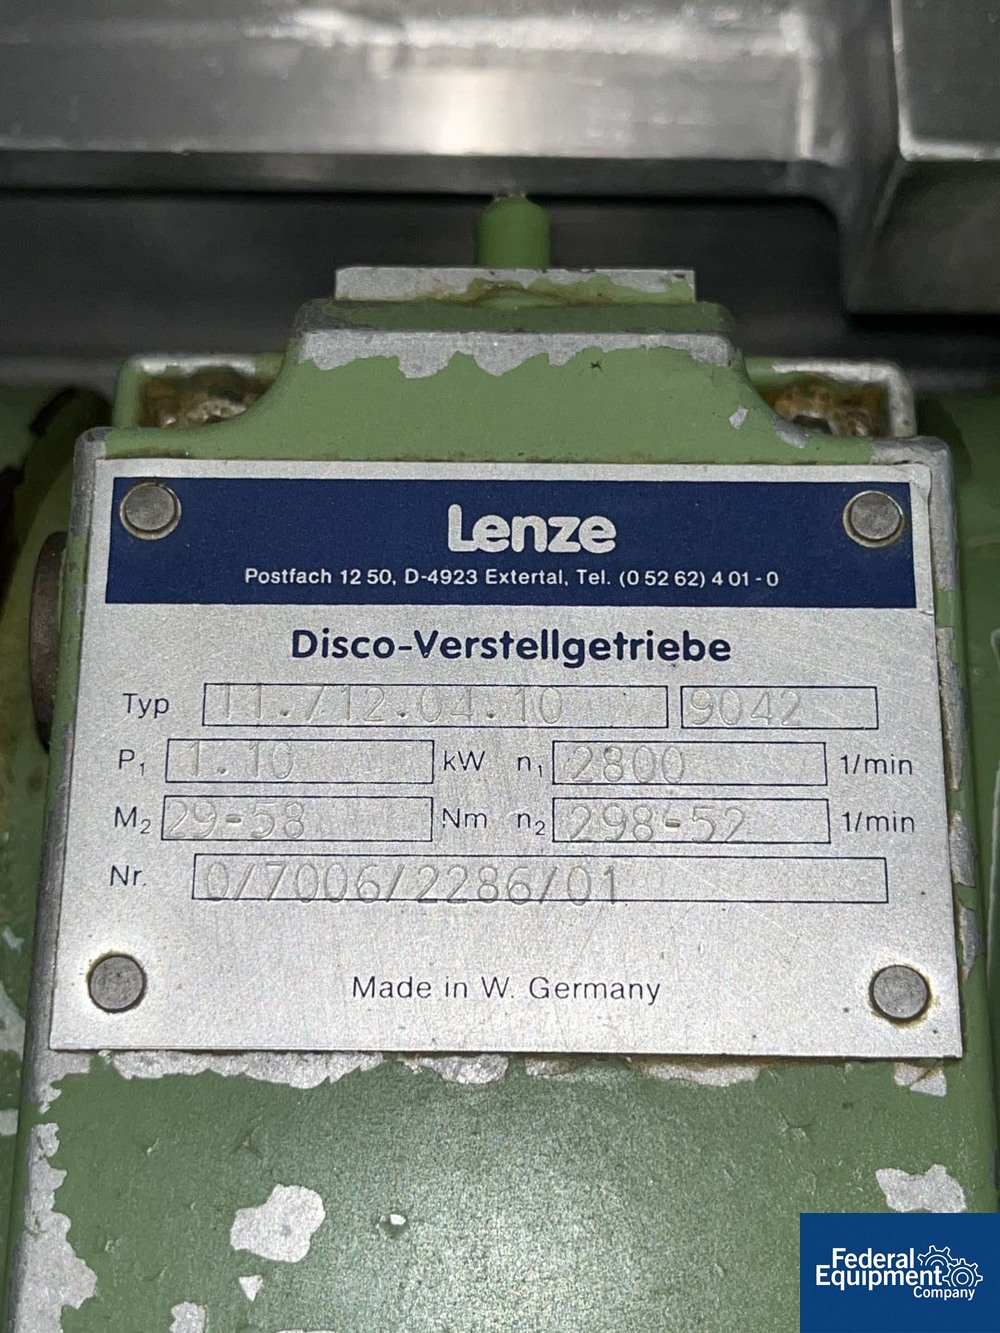 Lenze
Postfach 12 50, D-4923 Extertal, Tel. (0 52 62) 4 01 - 0
Disco-Verstellgetriebe
Typ 11./12.04.10 9042
P1 1.10 kW n1 2800 1/min
M2 29-58 Nm n2 298-52 1/min
Nr. 0/7006/2286/01
Made in W. Germany
Federal
Equipment
Company